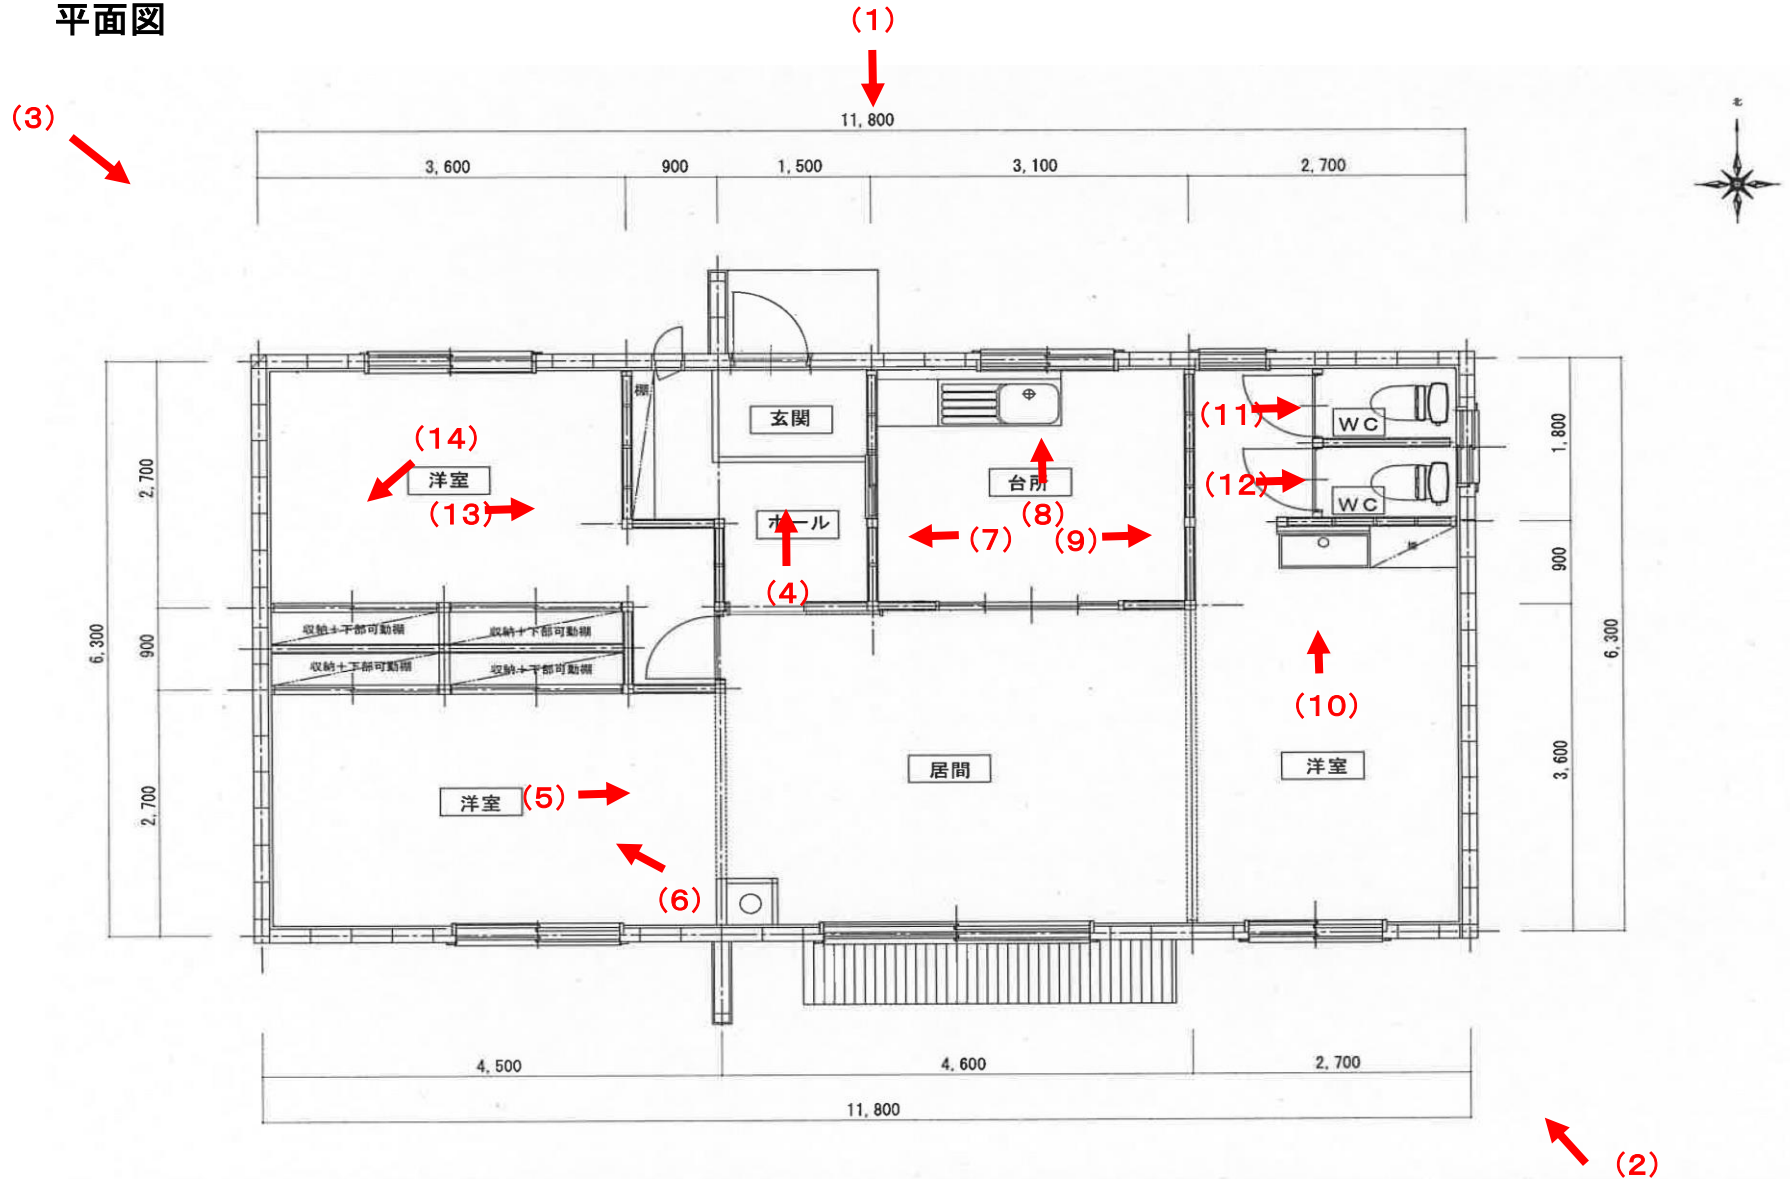 平面図
（1）
（3）
北
11,800
3,600
900
1,500
3,100
2,700
棚
玄関
（11）
WC
（14）
洋室
（13）
台所
（12）
WC
ホール
（8）
（7）
（9）
（4）
棚
収納＋下部可動棚
収納＋下部可動棚
収納＋下部可動棚
収納＋下部可動棚
（10）
居間
洋室
洋室
（5）
（6）
6,300
2,700
900
2,700
1,800
900
3,600
6,300
4,500
4,600
2,700
11,800
（2）